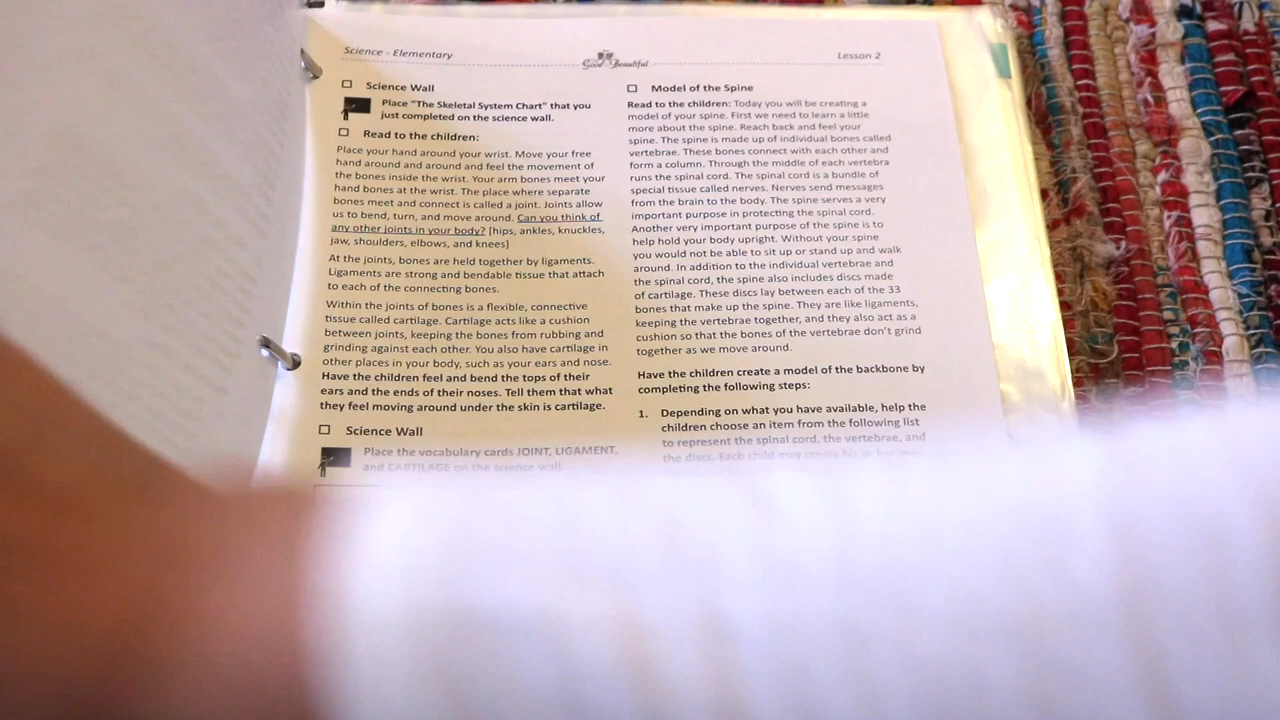 Science - Elementary
Good & Beautiful
Lesson 2
Science Wall
Place "The Skeletal System Chart" that you
just completed on the science wall.
Read to the children:
Place your hand around your wrist. Move your free
hand around and around and feel the movement of
the bones inside the wrist. Your arm bones meet your
hand bones at the wrist. The place where separate
bones meet and connect is called a joint. Joints allow
us to bend, turn, and move around. Can you think of
any other joints in your body? [hips, ankles, knuckles,
jaw, shoulders, elbows, and knees]
At the joints, bones are held together by ligaments.
Ligaments are strong and bendable tissue that attach
to each of the connecting bones.
Within the joints of bones is a flexible, connective
tissue called cartilage. Cartilage acts like a cushion
between joints, keeping the bones from rubbing and
grinding against each other. You also have cartilage in
other places in your body, such as your ears and nose.
Have the children feel and bend the tops of their
ears and the ends of their noses. Tell them that what
they feel moving around under the skin is cartilage.
Science Wall
Place the vocabulary cards JOINT, LIGAMENT,
and CARTILAGE on the science wall
Model of the Spine
Read to the children: Today you will be creating a
model of your spine. First we need to learn a little
more about the spine. Reach back and feel your
spine. The spine is made up of individual bones called
vertebrae. These bones connect with each other and
form a column. Through the middle of each vertebra
runs the spinal cord. The spinal cord is a bundle of
special tissue called nerves. Nerves send messages
from the brain to the body. The spine serves a very
important purpose in protecting the spinal cord.
Another very important purpose of the spine is to
help hold your body upright. Without your spine
you would not be able to sit up or stand up and walk
around. In addition to the individual vertebrae and
the spinal cord, the spine also includes discs made
of cartilage. These discs lay between each of the 33
bones that make up the spine. They are like ligaments,
keeping the vertebrae together, and they also act as a
cushion so that the bones of the vertebrae don't grind
together as we move around.
Have the children create a model of the backbone by
completing the following steps:
1. Depending on what you have available, help the
children choose an item from the following list
to represent the spinal cord, the vertebrae, and
the discs. Each child may create his or her own